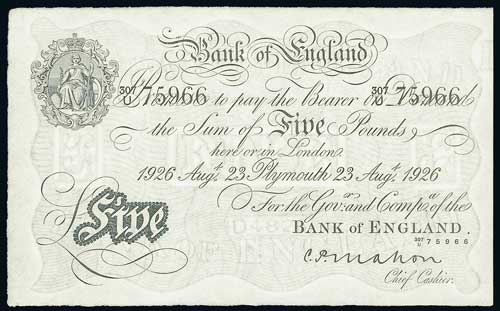 Bank of England
307/U 75966 307/U 75966
Promise to pay the Bearer on Demand
the Sum of Five Pounds
here or in London
1926 Augt. 23 Plymouth 23 Augt. 1926
For the Govr. and Compa. of the
BANK OF ENGLAND.
307/U 75966
£Five
C.P. Mahon
Chief Cashier.